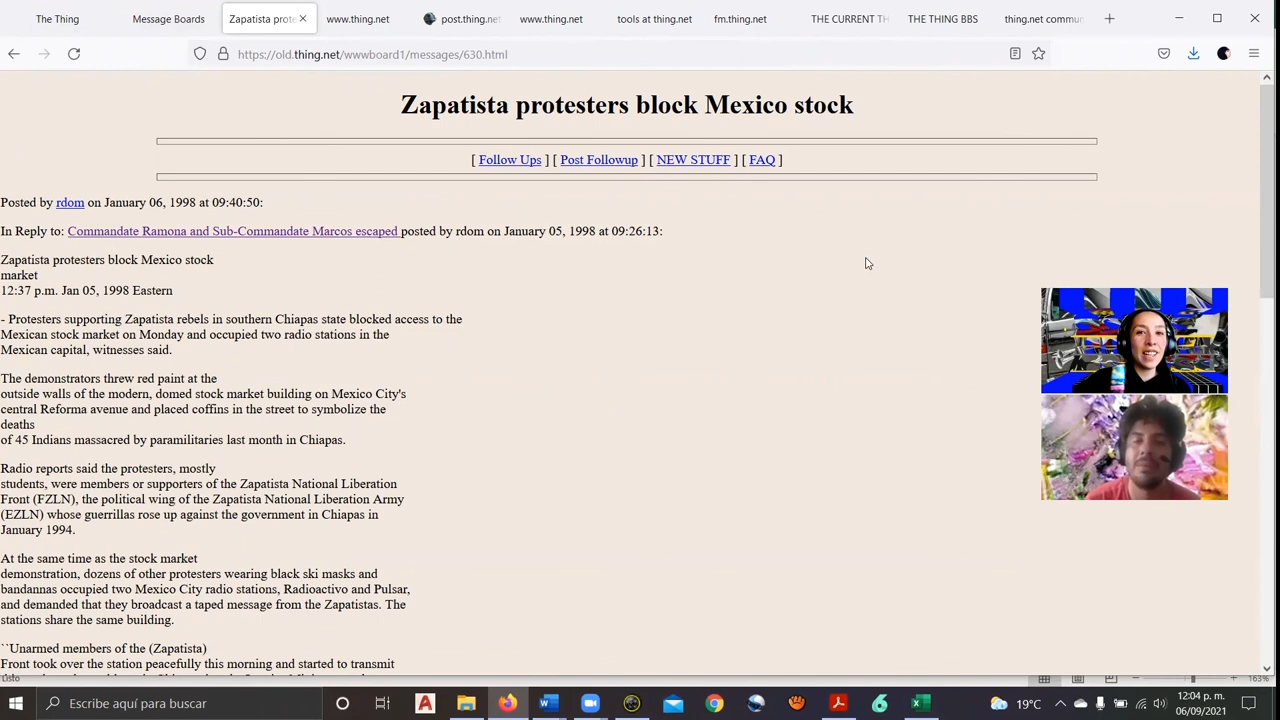 The Thing
Message Boards
Zapatista prote
www.thing.net
post.thing.net
www.thing.net
tools at thing.net
fm.thing.net
THE CURRENT TH
THE THING BBS
thing.net commu
https://old.thing.net/wwwboard1/messages/630.html
Zapatista protesters block Mexico stock
[ Follow Ups ] [ Post Followup ] [ NEW STUFF ] [ FAQ ]
Posted by rdom on January 06, 1998 at 09:40:50:
In Reply to: Commandate Ramona and Sub-Commandate Marcos escaped posted by rdom on January 05, 1998 at 09:26:13:
Zapatista protesters block Mexico stock
market
12:37 p.m. Jan 05, 1998 Eastern
- Protesters supporting Zapatista rebels in southern Chiapas state blocked access to the
Mexican stock market on Monday and occupied two radio stations in the
Mexican capital, witnesses said.
The demonstrators threw red paint at the
outside walls of the modern, domed stock market building on Mexico City's
central Reforma avenue and placed coffins in the street to symbolize the
deaths
of 45 Indians massacred by paramilitaries last month in Chiapas.
Radio reports said the protesters, mostly
students, were members or supporters of the Zapatista National Liberation
Front (FZLN), the political wing of the Zapatista National Liberation Army
(EZLN) whose guerrillas rose up against the government in Chiapas in
January 1994.
At the same time as the stock market
demonstration, dozens of other protesters wearing black ski masks and
bandannas occupied two Mexico City radio stations, Radioactivo and Pulsar,
and demanded that they broadcast a taped message from the Zapatistas. The
stations share the same building.
``Unarmed members of the (Zapatista)
Front took over the station peacefully this morning and started to transmit
Listo
163%
Escribe aquí para buscar
19°C
12:04 p. m.
06/09/2021